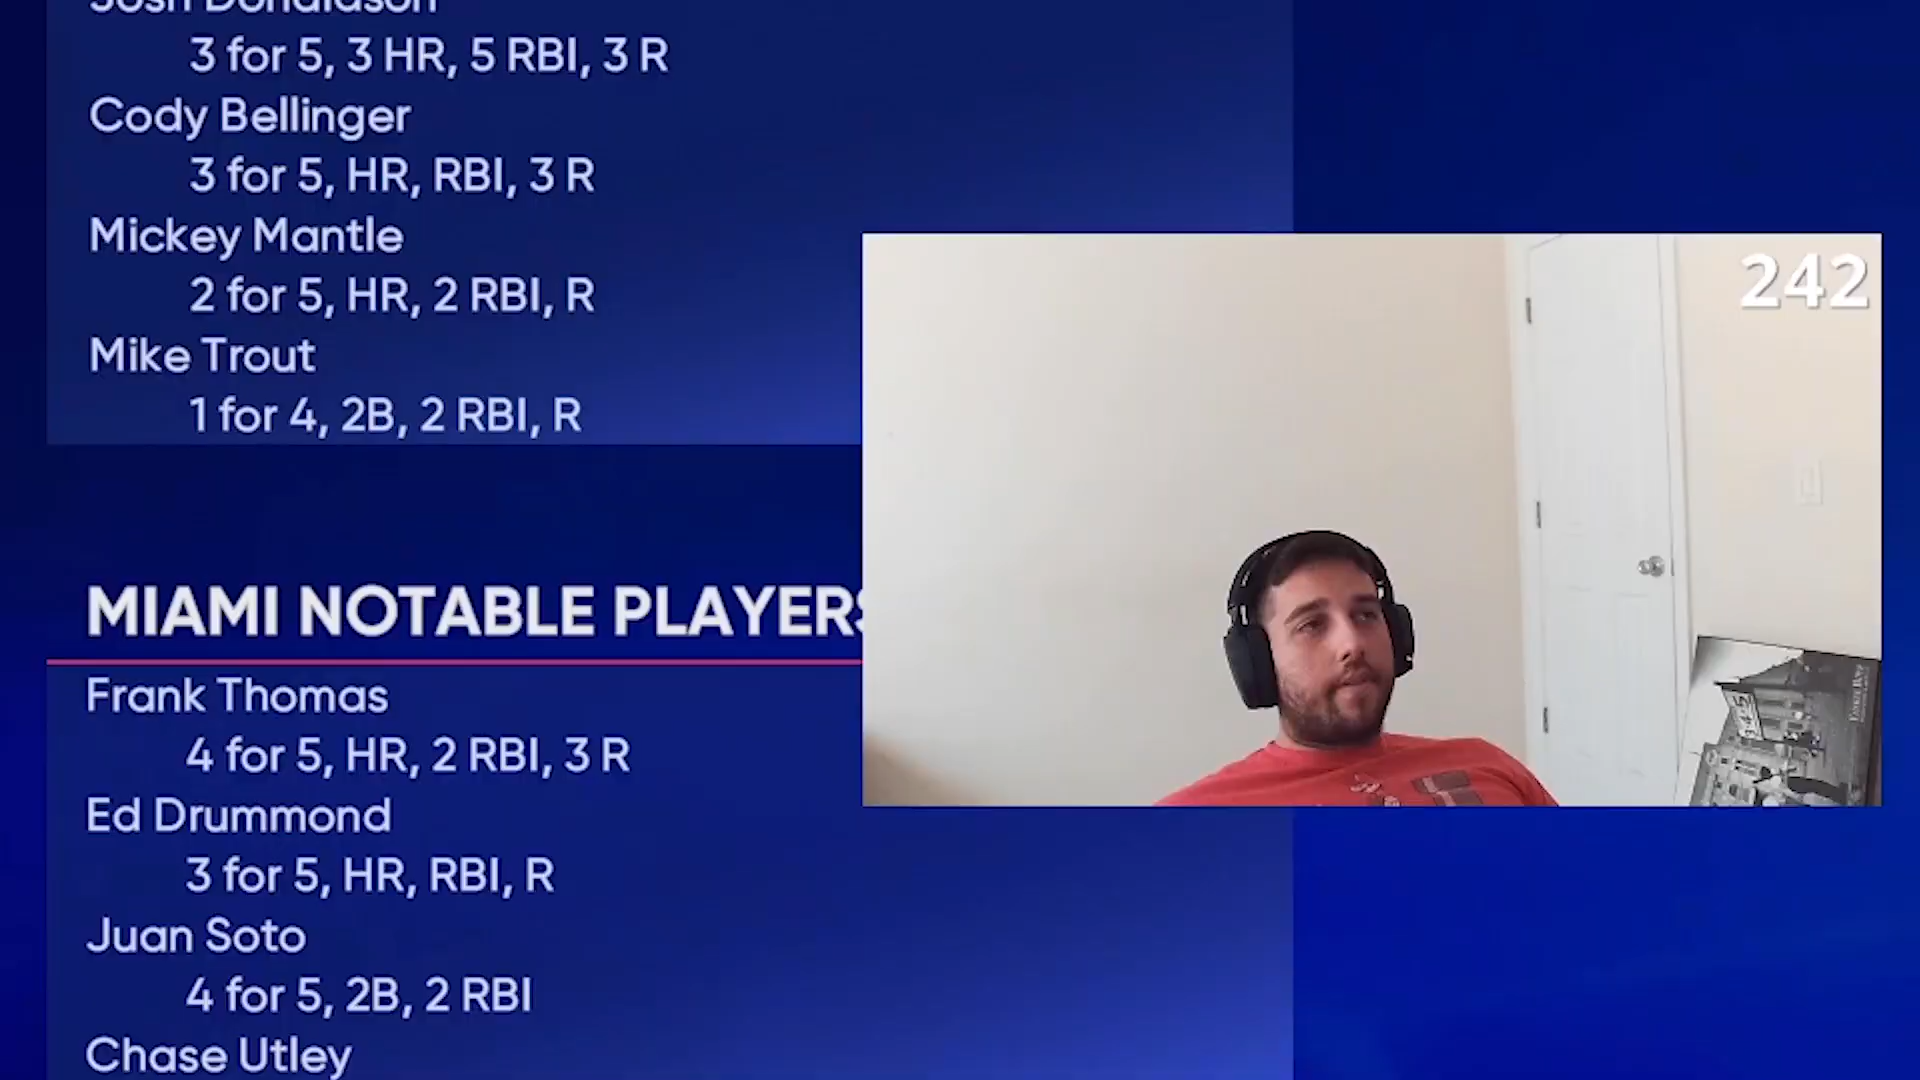 Josh Donaldson
3 for 5, 3 HR, 5 RBI, 3 R
Cody Bellinger
3 for 5, HR, RBI, 3 R
Mickey Mantle
2 for 5, HR, 2 RBI, R
Mike Trout
1 for 4, 2B, 2 RBI, R
242
MIAMI NOTABLE PLAYERS
Frank Thomas
4 for 5, HR, 2 RBI, 3 R
Ed Drummond
3 for 5, HR, RBI, R
Juan Soto
4 for 5, 2B, 2 RBI
Chase Utley